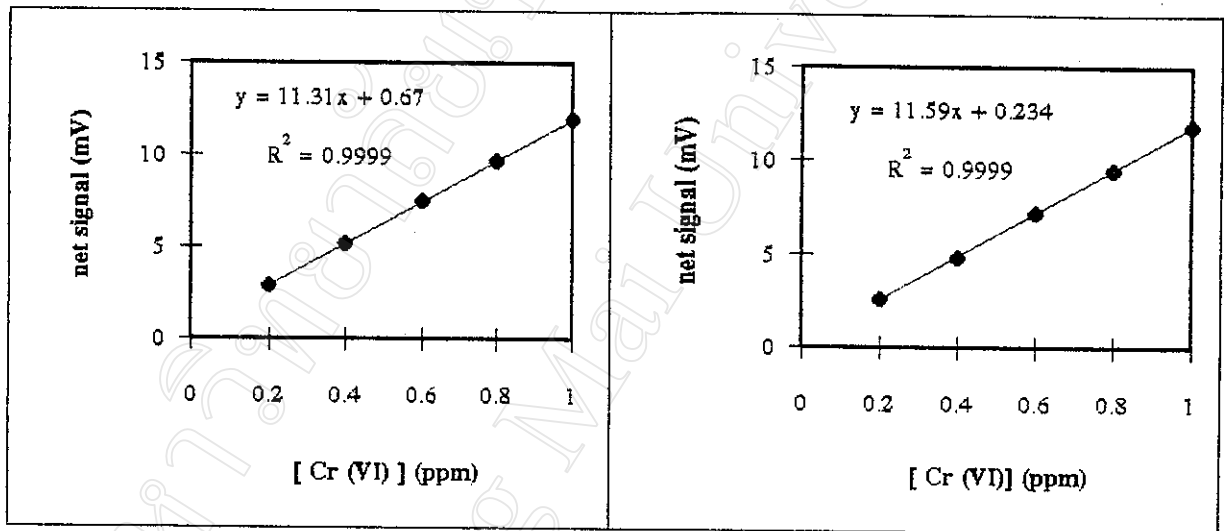 15
10
5
0
net signal (mV)
y = 11.31x + 0.67
R² = 0.9999
0 0.2 0.4 0.6 0.8 1
[ Cr (VI) ] (ppm)
15
10
5
0
net signal (mV)
y = 11.59x + 0.234
R² = 0.9999
0 0.2 0.4 0.6 0.8 1
[ Cr (VI)] (ppm)